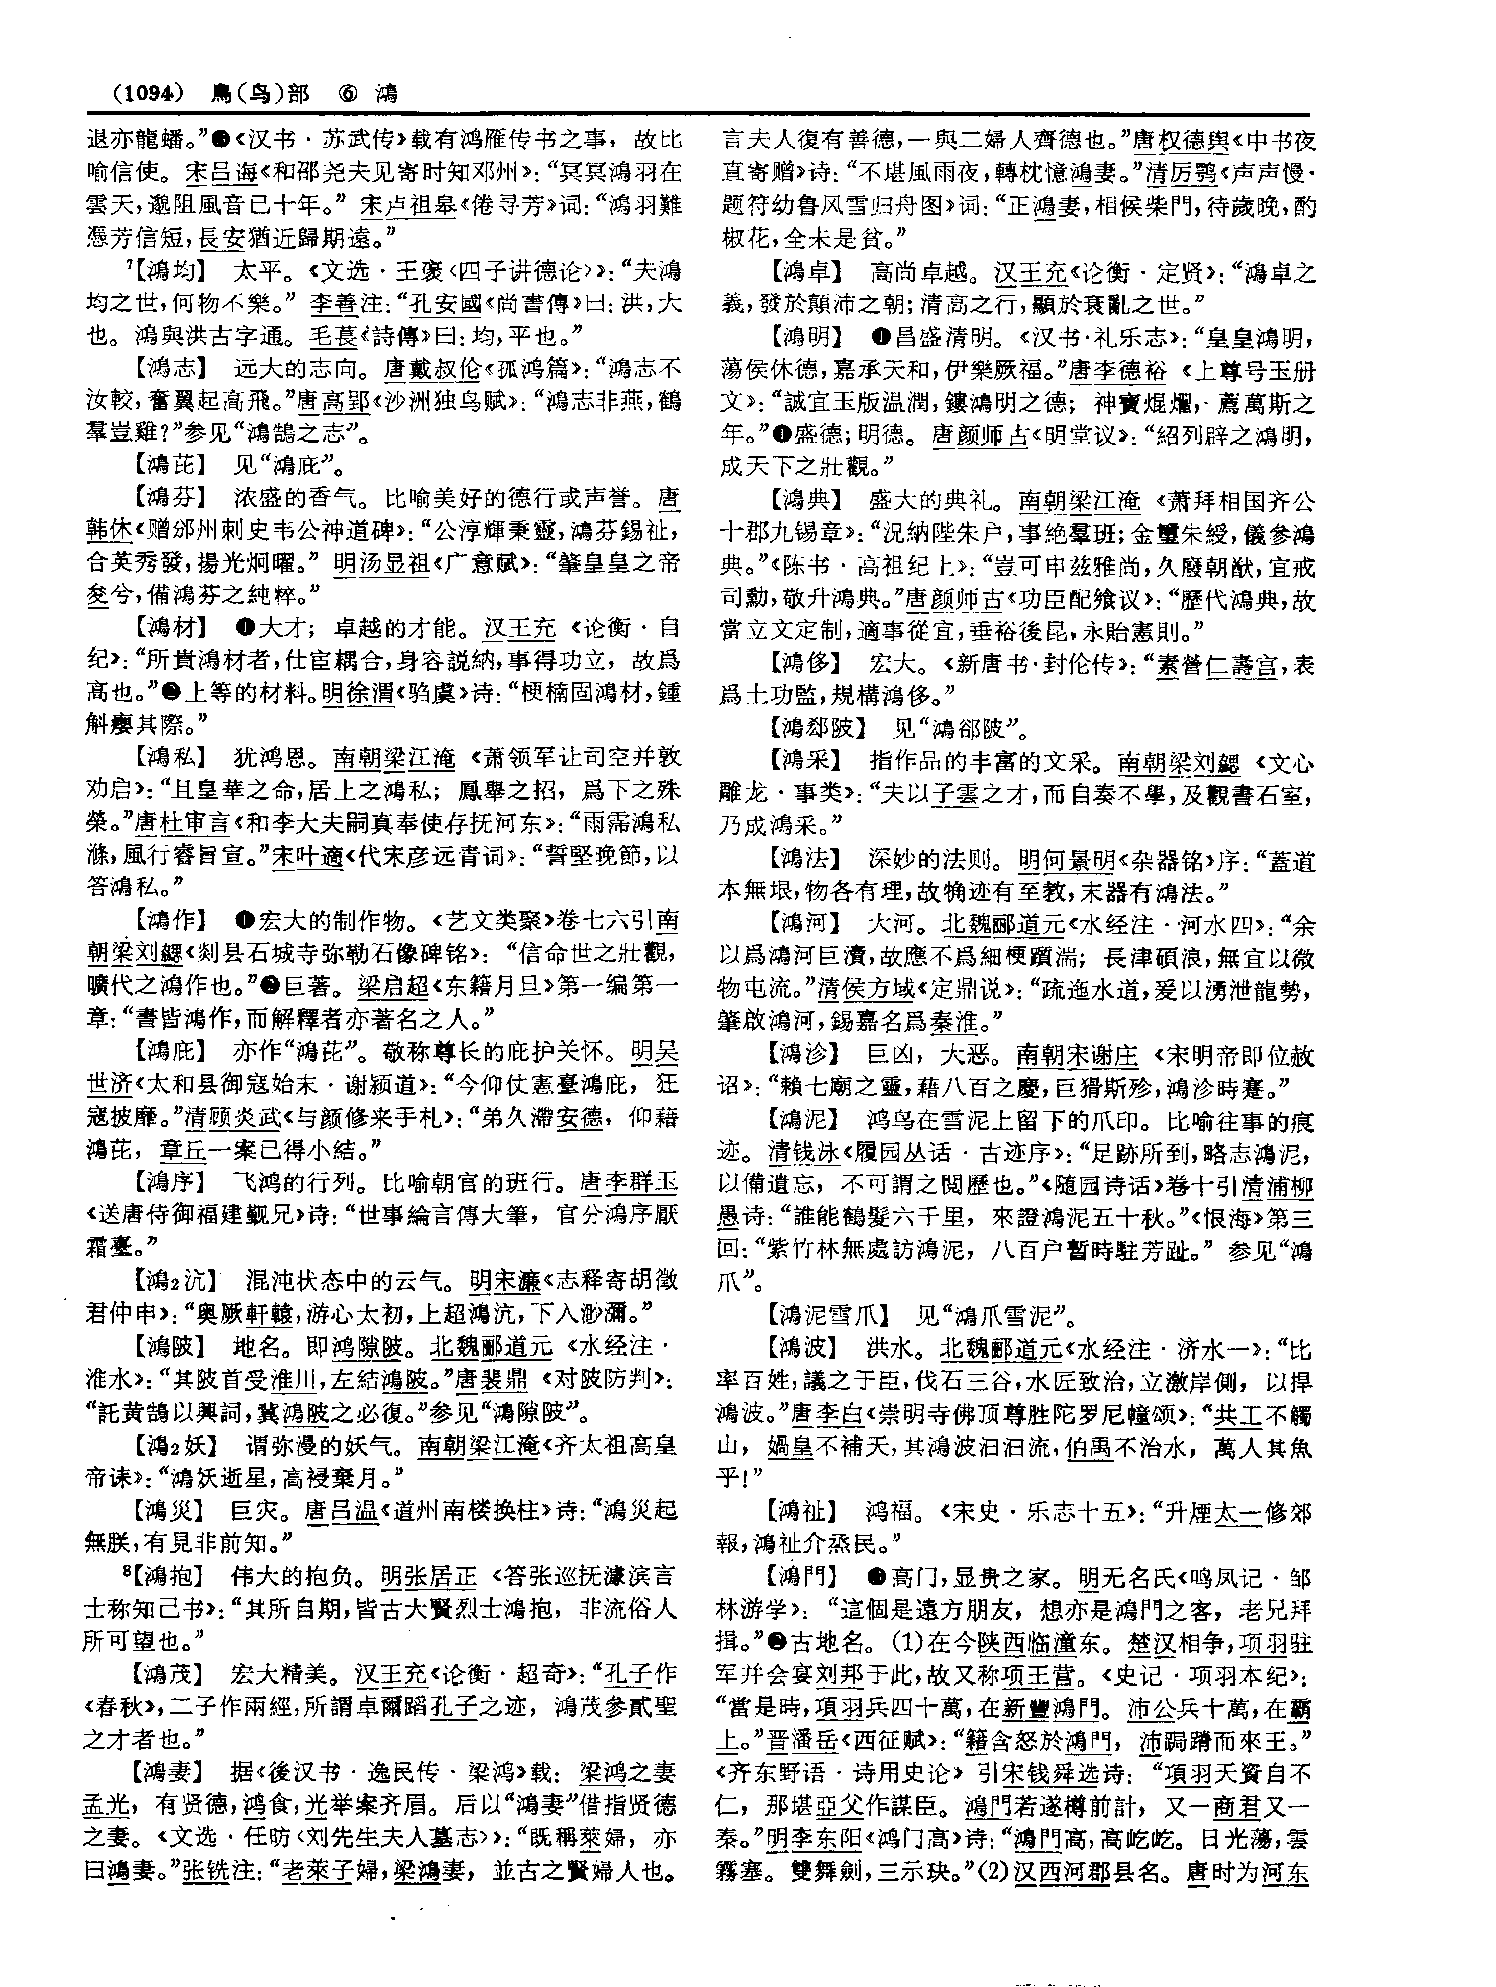 (1094) 鳥(鸟)部 ⑥ 鴻
退亦龍蟠。”❸《汉书·苏武传》载有鸿雁传书之事，故比
喻信使。宋吕海《和邵尧夫见寄时知邓州》：“冥冥鴻羽在
雲天，邈阻風音已十年。” 宋卢祖皋《倦寻芳》词：“鴻羽難
憑芳信短，長安猶近歸期遠。”
⁷【鴻均】 太平。《文选·王褒〈四子讲德论〉》：“夫鴻
均之世，何物不樂。” 李善注：“孔安國《尚書傳》曰：洪，大
也。鴻與洪古字通。毛萇《詩傳》曰：均，平也。”
【鴻志】 远大的志向。唐戴叔伦《孤鸿篇》：“鴻志不
汝較，奮翼起高飛。”唐高郢《沙洲独鸟赋》：“鴻志非燕，鶴
羣豈雞？”参见“鴻鵠之志”。
【鴻芘】 见“鴻庇”。
【鴻芬】 浓盛的香气。比喻美好的德行或声誉。唐
韩休《赠邠州刺史韦公神道碑》：“公淳輝秉靈，鴻芬錫祉，
合英秀發，揚光炯曜。” 明汤显祖《广意赋》：“肇皇皇之帝
㚇兮，備鴻芬之純粹。”
【鴻材】 ❶大才；卓越的才能。汉王充《论衡·自
纪》：“所貴鴻材者，仕宦耦合，身容説納，事得功立，故爲
高也。”❷上等的材料。明徐渭《驺虞》诗：“梗楠固鴻材，鍾
斛癭其際。”
【鴻私】 犹鸿恩。南朝梁江淹《萧领军让司空并敦
劝启》：“且皇華之命，居上之鴻私；鳳舉之招，爲下之殊
榮。”唐杜审言《和李大夫嗣真奉使存抚河东》：“雨霈鴻私
滌，風行睿旨宣。”宋叶適《代宋彦远青词》：“誓堅晚節，以
答鴻私。”
【鴻作】 ❶宏大的制作物。《艺文类聚》卷七六引南
朝梁刘勰《剡县石城寺弥勒石像碑铭》：“信命世之壯觀，
曠代之鴻作也。”❷巨著。梁启超《东籍月旦》第一编第一
章：“書皆鴻作，而解釋者亦著名之人。”
【鴻庇】 亦作“鴻芘”。敬称尊长的庇护关怀。明吴
世济《太和县御寇始末·谢颍道》：“今仰仗憲臺鴻庇，狂
寇披靡。”清顾炎武《与颜修来手札》：“弟久滯安德，仰藉
鴻芘，章丘一案已得小結。”
【鴻序】 飞鸿的行列。比喻朝官的班行。唐李群玉
《送唐侍御福建觐兄》诗：“世事綸言傳大筆，官分鴻序厭
霜臺。”
【鴻₂沆】 混沌状态中的云气。明宋濂《志释寄胡徵
君仲申》：“奥厥軒轅，游心太初，上超鴻沆，下入渺瀰。”
【鴻陂】 地名。即鸿隙陂。北魏郦道元《水经注·
淮水》：“其陂首受淮川，左結鴻陂。”唐裴鼎《对陂防判》：
“託黄鵠以興詞，冀鴻陂之必復。”参见“鴻隙陂”。
【鴻₂妖】 谓弥漫的妖气。南朝梁江淹《齐太祖高皇
帝诔》：“鴻妖逝星，高祲棄月。”
【鴻災】 巨灾。唐吕温《道州南楼换柱》诗：“鴻災起
無朕，有見非前知。”
⁸【鴻抱】 伟大的抱负。明张居正《答张巡抚濠滨言
士称知己书》：“其所自期，皆古大賢烈士鴻抱，非流俗人
所可望也。”
【鴻茂】 宏大精美。汉王充《论衡·超奇》：“孔子作
《春秋》，二子作兩經，所謂卓爾蹈孔子之迹，鴻茂參貳聖
之才者也。”
【鴻妻】 据《後汉书·逸民传·梁鸿》载：梁鸿之妻
孟光，有贤德，鸿食，光举案齐眉。后以“鴻妻”借指贤德
之妻。《文选·任昉〈刘先生夫人墓志〉》：“既稱萊婦，亦
曰鴻妻。”张铣注：“老萊子婦，梁鴻妻，並古之賢婦人也。
言夫人復有善德，一與二婦人齊德也。”唐权德舆《中书夜
直寄赠》诗：“不堪風雨夜，轉枕憶鴻妻。”清厉鹗《声声慢·
题符幼鲁风雪归舟图》词：“正鴻妻，相候柴門，待歲晚，酌
椒花，全未是貧。”
【鴻卓】 高尚卓越。汉王充《论衡·定贤》：“鴻卓之
義，發於顛沛之朝；清高之行，顯於衰亂之世。”
【鴻明】 ❶昌盛清明。《汉书·礼乐志》：“皇皇鴻明，
蕩侯休德，嘉承天和，伊樂厥福。”唐李德裕《上尊号玉册
文》：“誠宜玉版温潤，鏤鴻明之德；神寶焜燿，薦萬斯之
年。”❶盛德；明德。唐颜师古《明堂议》：“紹列辟之鴻明，
成天下之壯觀。”
【鴻典】 盛大的典礼。南朝梁江淹《萧拜相国齐公
十郡九锡章》：“況納陛朱户，事絶羣班；金璽朱綬，儀參鴻
典。”《陈书·高祖纪上》：“豈可申兹雅尚，久廢朝猷，宜戒
司勳，敬升鴻典。”唐颜师古《功臣配飨议》：“歷代鴻典，故
當立文定制，適事從宜，垂裕後昆，永貽憲則。”
【鴻侈】 宏大。《新唐书·封伦传》：“素營仁壽宫，表
爲土功監，規構鴻侈。”
【鴻郄陂】 见“鴻郤陂”。
【鴻采】 指作品的丰富的文采。南朝梁刘勰《文心
雕龙·事类》：“夫以子雲之才，而自奏不學，及觀書石室，
乃成鴻采。”
【鴻法】 深妙的法则。明何景明《杂器铭》序：“蓋道
本無垠，物各有理，故觕迹有至教，末器有鴻法。”
【鴻河】 大河。北魏郦道元《水经注·河水四》：“余
以爲鴻河巨瀆，故應不爲細梗躓湍；長津碩浪，無宜以微
物屯流。”清侯方域《定鼎说》：“疏迤水道，爰以湧泄龍勢，
肇啟鴻河，錫嘉名爲秦淮。”
【鴻沴】 巨凶，大恶。南朝宋谢庄《宋明帝即位赦
诏》：“賴七廟之靈，藉八百之慶，巨猾斯殄，鴻沴時蹇。”
【鴻泥】 鸿鸟在雪泥上留下的爪印。比喻往事的痕
迹。清钱泳《履园丛话·古迹序》：“足跡所到，略志鴻泥，
以備遺忘，不可謂之閲歷也。”《随园诗话》卷十引清浦柳
愚诗：“誰能鶴髮六千里，來證鴻泥五十秋。”《恨海》第三
回：“紫竹林無處訪鴻泥，八百户暫時駐芳趾。” 参见“鴻
爪”。
【鴻泥雪爪】 见“鴻爪雪泥”。
【鴻波】 洪水。北魏郦道元《水经注·济水一》：“比
率百姓，議之于臣，伐石三谷，水匠致治，立激岸側，以捍
鴻波。”唐李白《崇明寺佛顶尊胜陀罗尼幢颂》：“共工不觸
山，媧皇不補天，其鴻波汩汩流，伯禹不治水，萬人其魚
乎！”
【鴻祉】 鸿福。《宋史·乐志十五》：“升煙太一修郊
報，鴻祉介烝民。”
【鴻門】 ❶高门，显贵之家。明无名氏《鸣凤记·邹
林游学》：“這個是遠方朋友，想亦是鴻門之客，老兄拜
揖。”❷古地名。(1)在今陕西临潼东。楚汉相争，项羽驻
军并会宴刘邦于此，故又称项王营。《史记·项羽本纪》：
“當是時，項羽兵四十萬，在新豐鴻門。沛公兵十萬，在霸
上。”晋潘岳《西征赋》：“籍含怒於鴻門，沛跼蹐而來王。”
《齐东野语·诗用史论》引宋钱舜选诗：“項羽天資自不
仁，那堪亞父作謀臣。鴻門若遂樽前計，又一商君又一
秦。”明李东阳《鸿门高》诗：“鴻門高，高屹屹。日光蕩，雲
霧塞。雙舞劍，三示玦。”(2)汉西河郡县名。唐时为河东